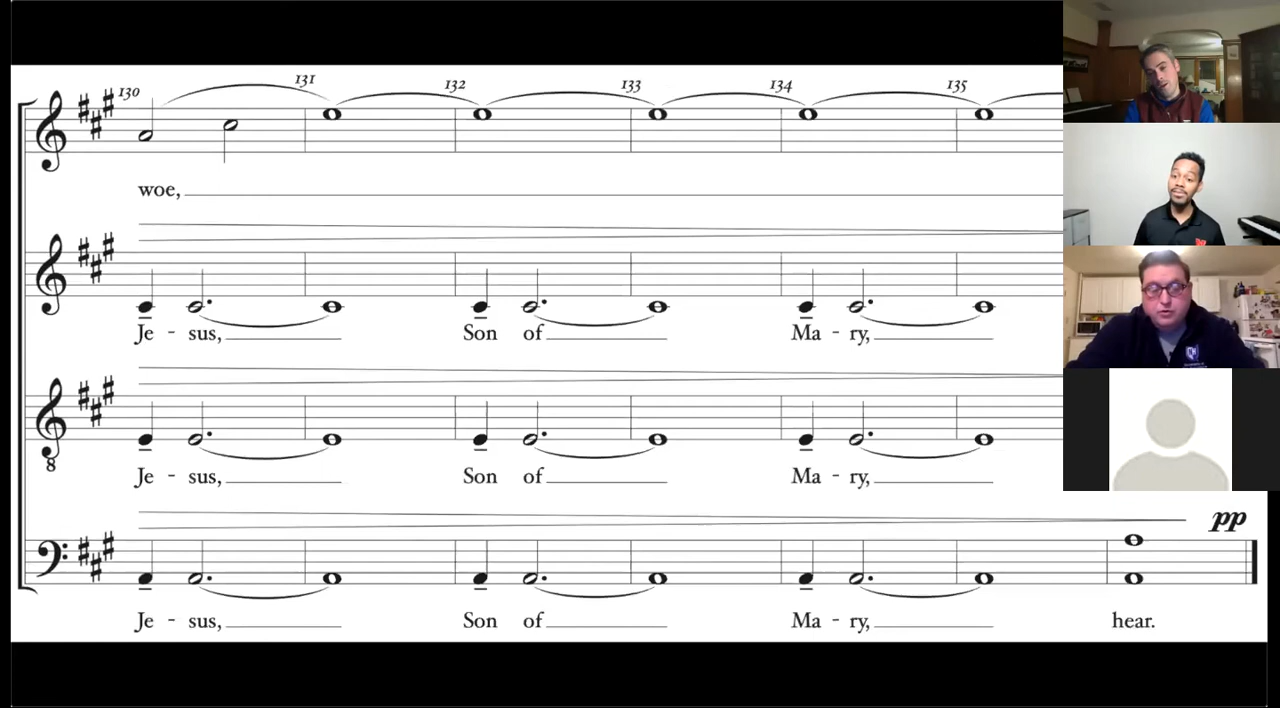 130 131 132 133 134 135
woe,
Je - sus, Son of Ma - ry,
8
Je - sus, Son of Ma - ry,
pp
Je - sus, Son of Ma - ry, hear.